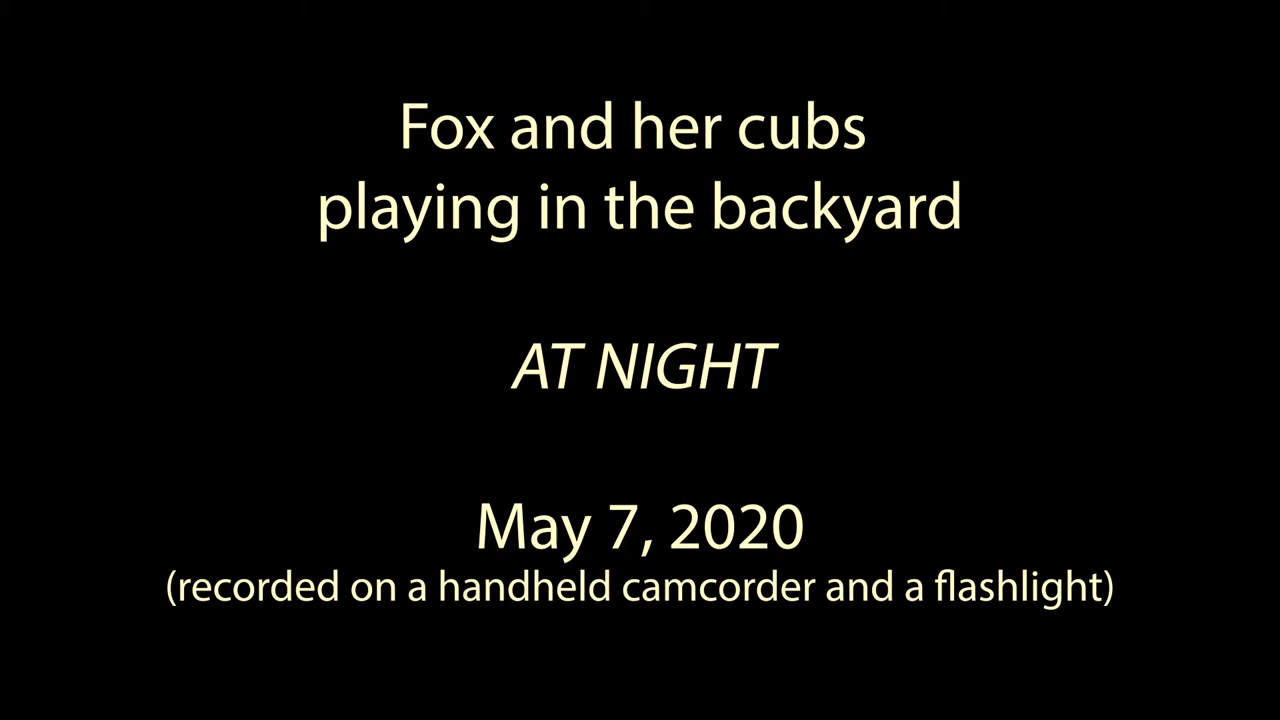 Fox and her cubs
playing in the backyard
AT NIGHT
May 7, 2020
(recorded on a handheld camcorder and a flashlight)